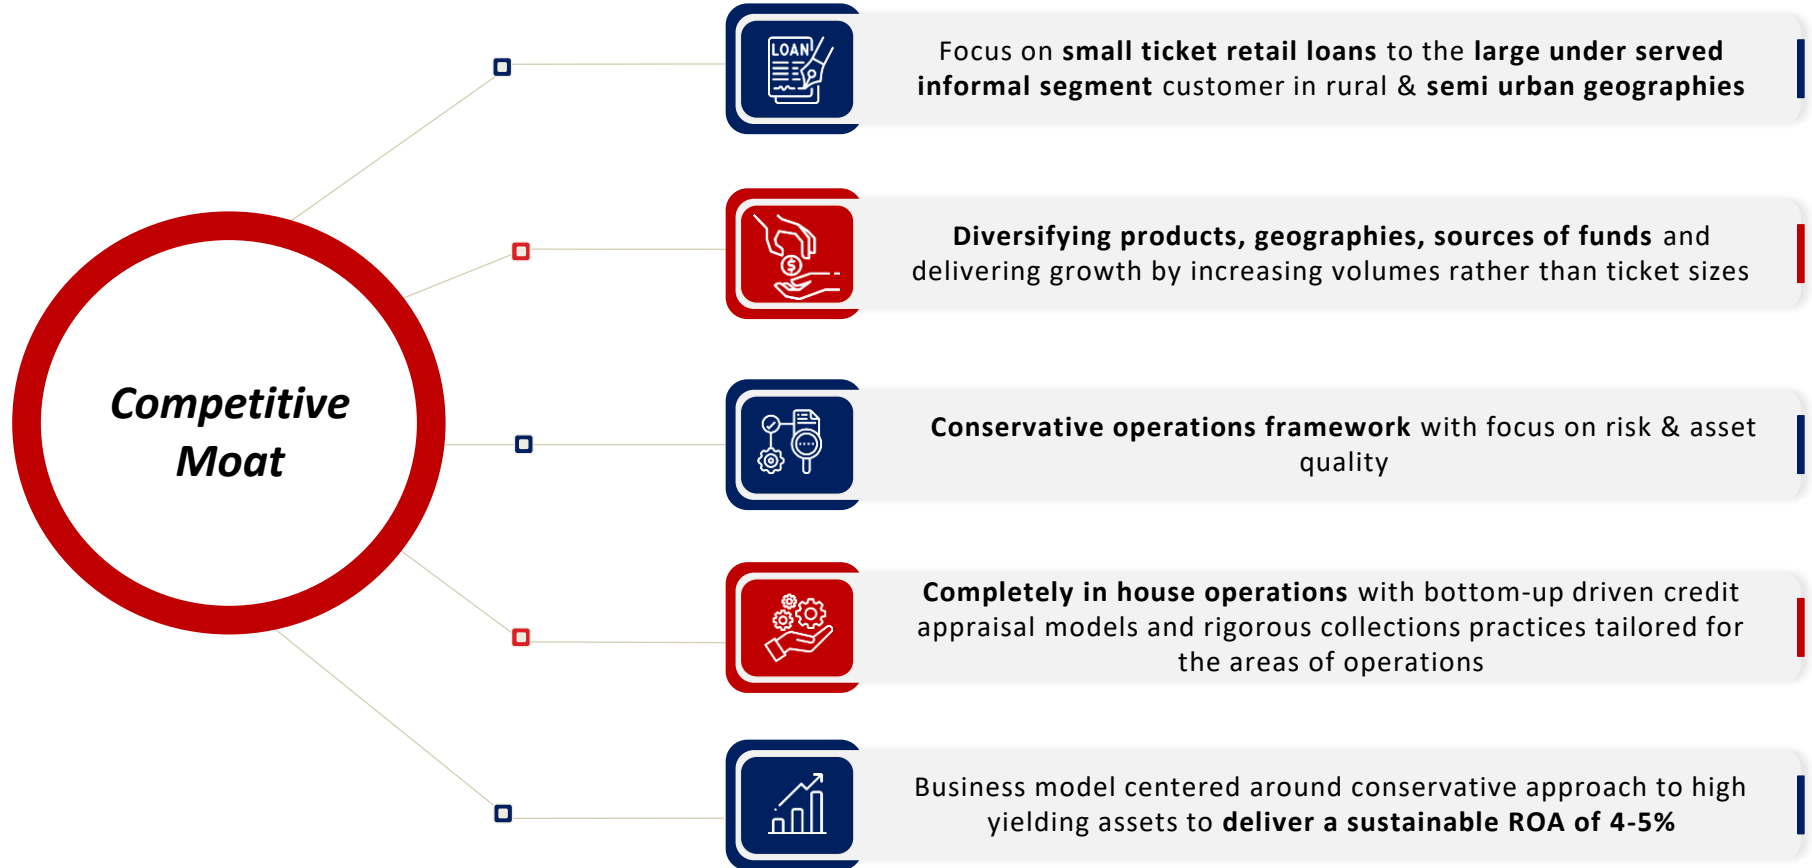 LOAN
Focus on small ticket retail loans to the large under served
informal segment customer in rural & semi urban geographies
Diversifying products, geographies, sources of funds and
delivering growth by increasing volumes rather than ticket sizes
$
Competitive
Moat
Conservative operations framework with focus on risk & asset
quality
Completely in house operations with bottom-up driven credit
appraisal models and rigorous collections practices tailored for
the areas of operations
Business model centered around conservative approach to high
yielding assets to deliver a sustainable ROA of 4-5%